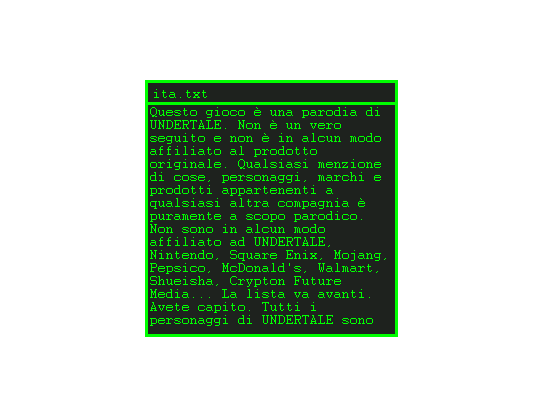 ita.txt
Questo gioco è una parodia di
UNDERTALE. Non è un vero
seguito e non è in alcun modo
affiliato al prodotto
originale. Qualsiasi menzione
di cose, personaggi, marchi e
prodotti appartenenti a
qualsiasi altra compagnia è
puramente a scopo parodico.
Non sono in alcun modo
affiliato ad UNDERTALE,
Nintendo, Square Enix, Mojang,
Pepsico, McDonald's, Walmart,
Shueisha, Crypton Future
Media... La lista va avanti.
Avete capito. Tutti i
personaggi di UNDERTALE sono